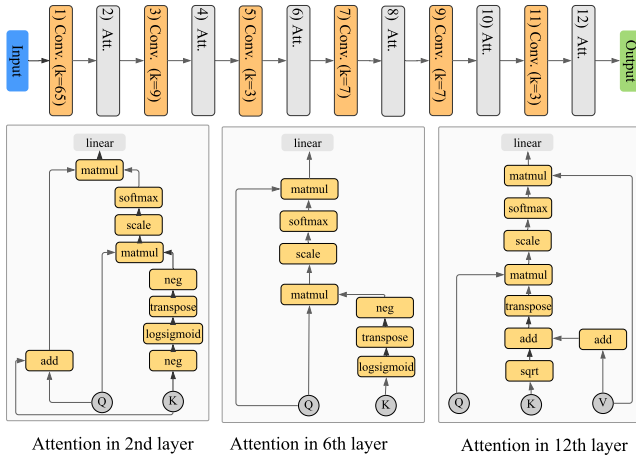 Input
1) Conv. (k=65)
2) Att.
3) Conv. (k=9)
4) Att.
5) Conv. (k=3)
6) Att.
7) Conv. (k=7)
8) Att.
9) Conv. (k=7)
10) Att.
11) Conv. (k=3)
12) Att.
Output
linear
matmul
softmax
scale
matmul
neg
transpose
logsigmoid
add
neg
Q
K
Attention in 2nd layer
linear
matmul
softmax
scale
matmul
neg
transpose
logsigmoid
Q
K
Attention in 6th layer
linear
matmul
softmax
scale
matmul
transpose
add
add
sqrt
Q
K
V
Attention in 12th layer